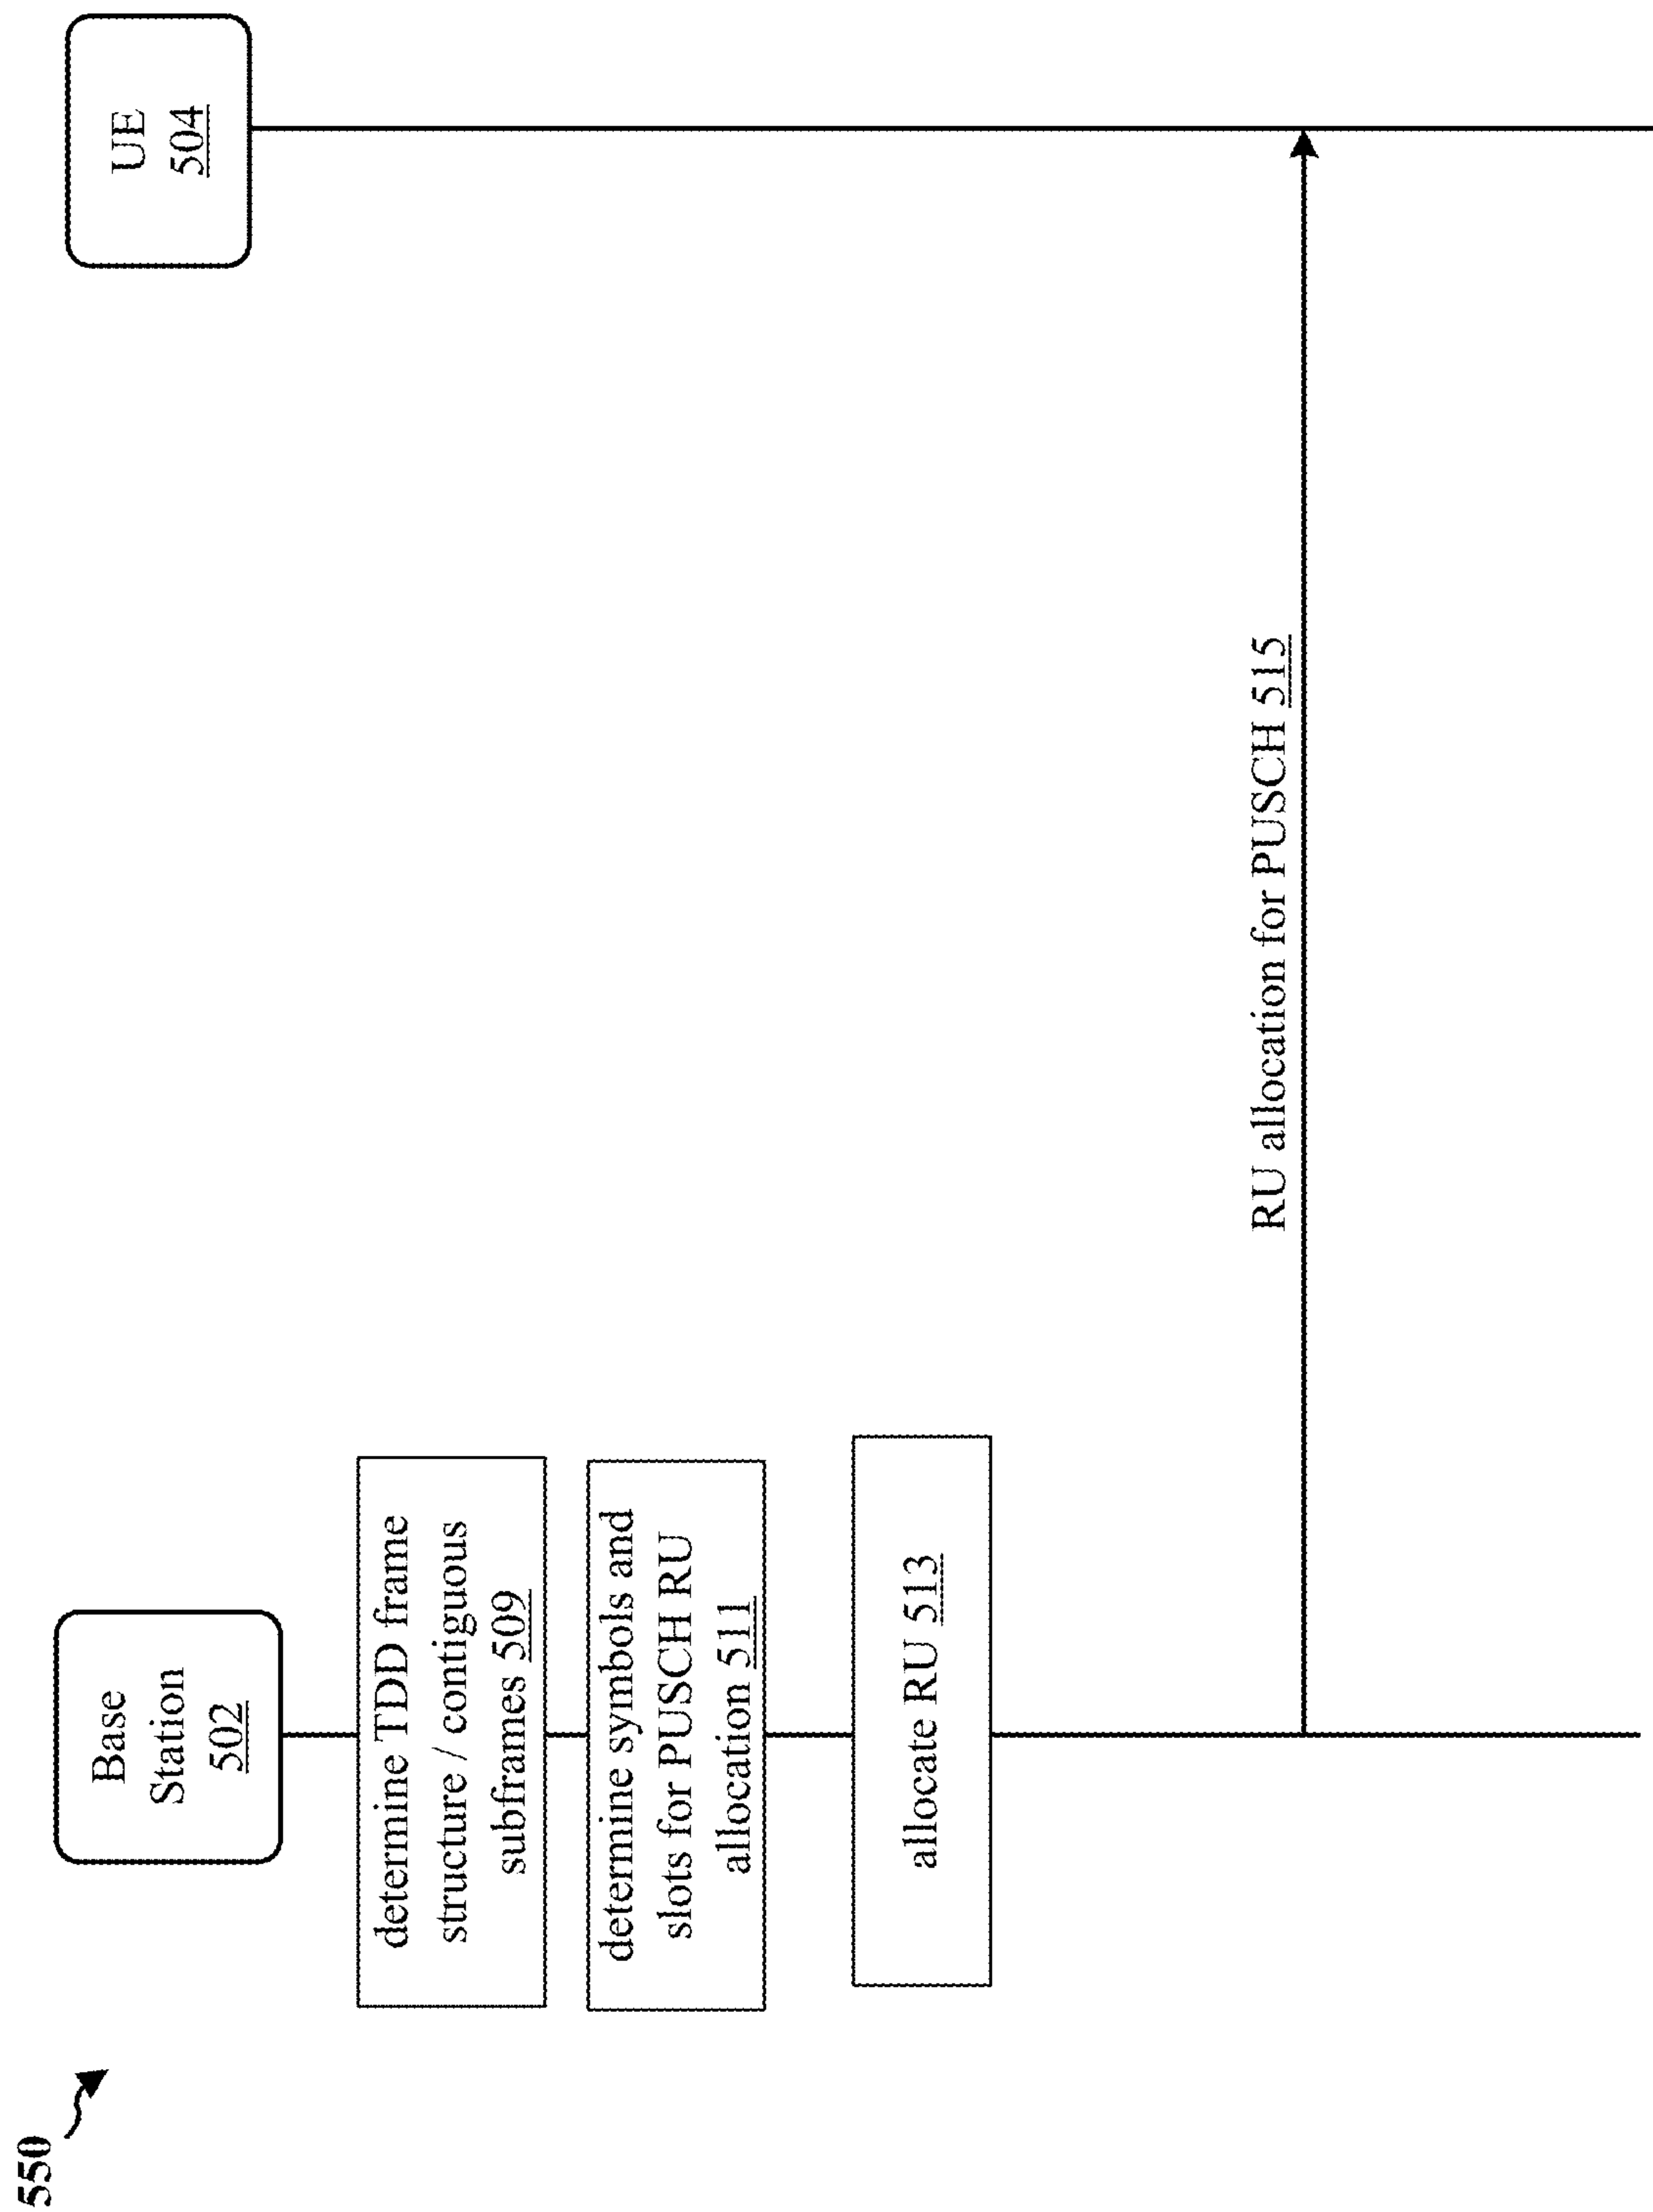 550
Base
Station
502
UE
504
determine TDD frame
structure / contiguous
subframes 509
determine symbols and
slots for PUSCH RU
allocation 511
allocate RU 513
RU allocation for PUSCH 515